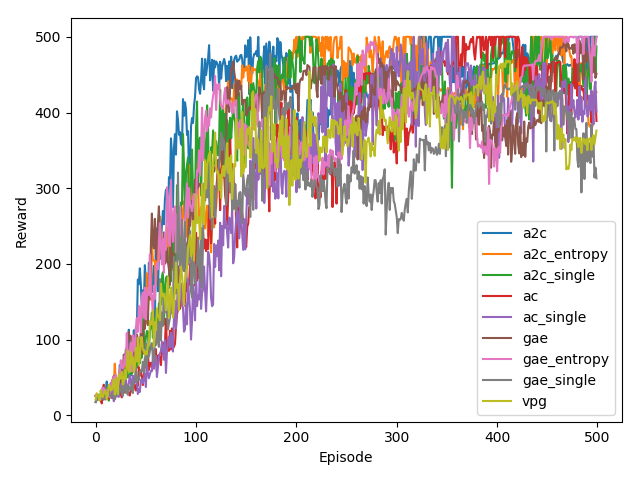 500
400
300
200
100
0
Reward
0 100 200 300 400 500
Episode
a2c
a2c_entropy
a2c_single
ac
ac_single
gae
gae_entropy
gae_single
vpg